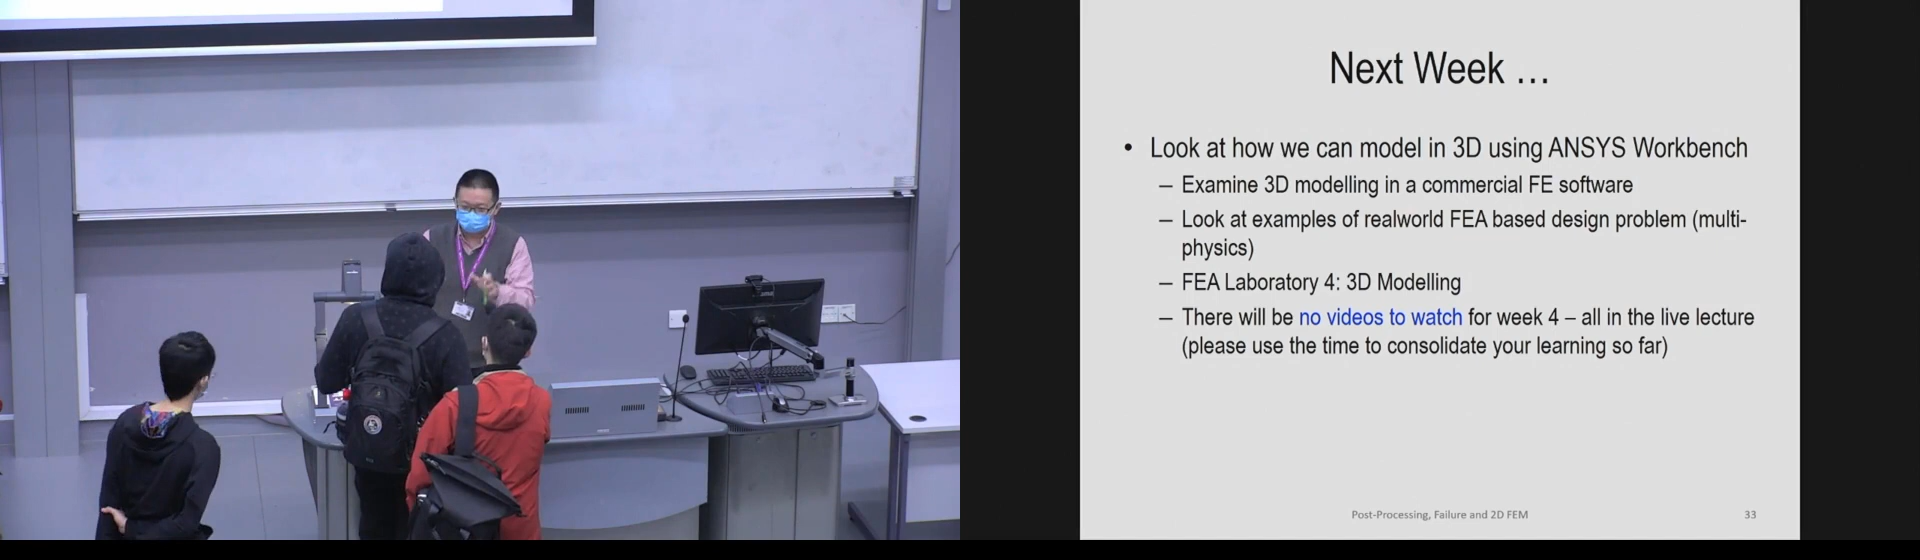 Next Week …
• Look at how we can model in 3D using ANSYS Workbench
– Examine 3D modelling in a commercial FE software
– Look at examples of realworld FEA based design problem (multi-
physics)
– FEA Laboratory 4: 3D Modelling
– There will be no videos to watch for week 4 – all in the live lecture
(please use the time to consolidate your learning so far)
Post-Processing, Failure and 2D FEM 33